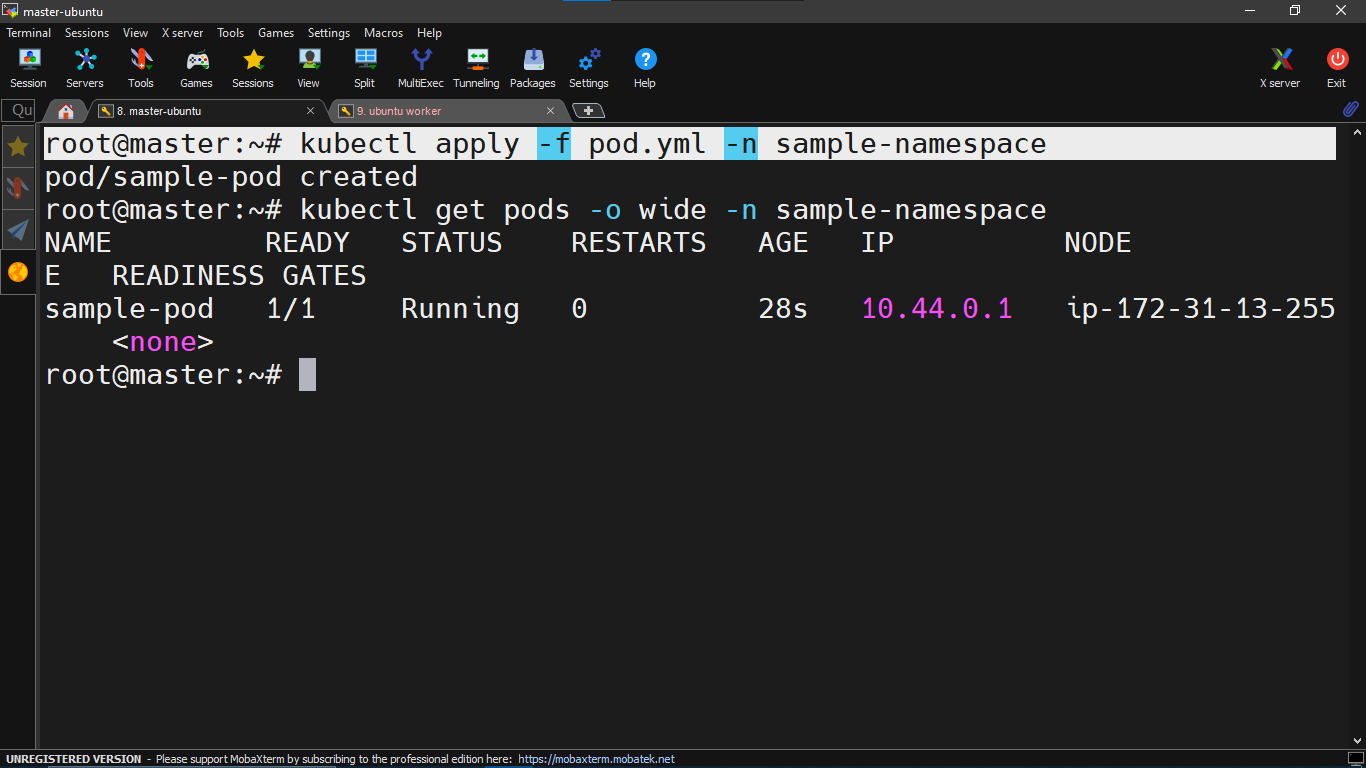 master-ubuntu
Terminal Sessions View X server Tools Games Settings Macros Help
Session Servers Tools Games Sessions View Split MultiExec Tunneling Packages Settings Help X server Exit
Qu 8. master-ubuntu 9. ubuntu worker
root@master:~# kubectl apply -f pod.yml -n sample-namespace
pod/sample-pod created
root@master:~# kubectl get pods -o wide -n sample-namespace
NAME READY STATUS RESTARTS AGE IP NODE
E READINESS GATES
sample-pod 1/1 Running 0 28s 10.44.0.1 ip-172-31-13-255
<none>
root@master:~#
UNREGISTERED VERSION - Please support MobaXterm by subscribing to the professional edition here: https://mobaxterm.mobatek.net